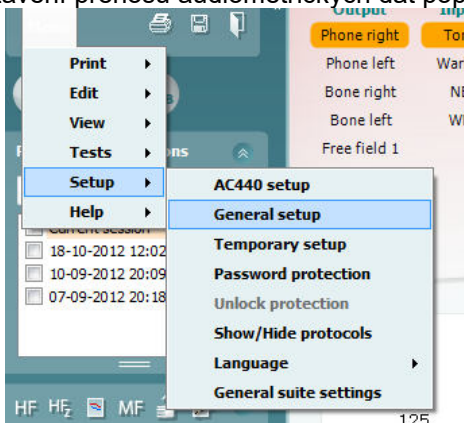 Output
Phone right
Phone left
Bone right
Bone left
Free field 1
Print
Edit
View
Tests
Setup
Help
AC440 setup
General setup
Temporary setup
Password protection
Unlock protection
Show/Hide protocols
Language
General suite settings
Current session
18-10-2012 12:02
10-09-2012 20:09
07-09-2012 20:18
HF
MF
125